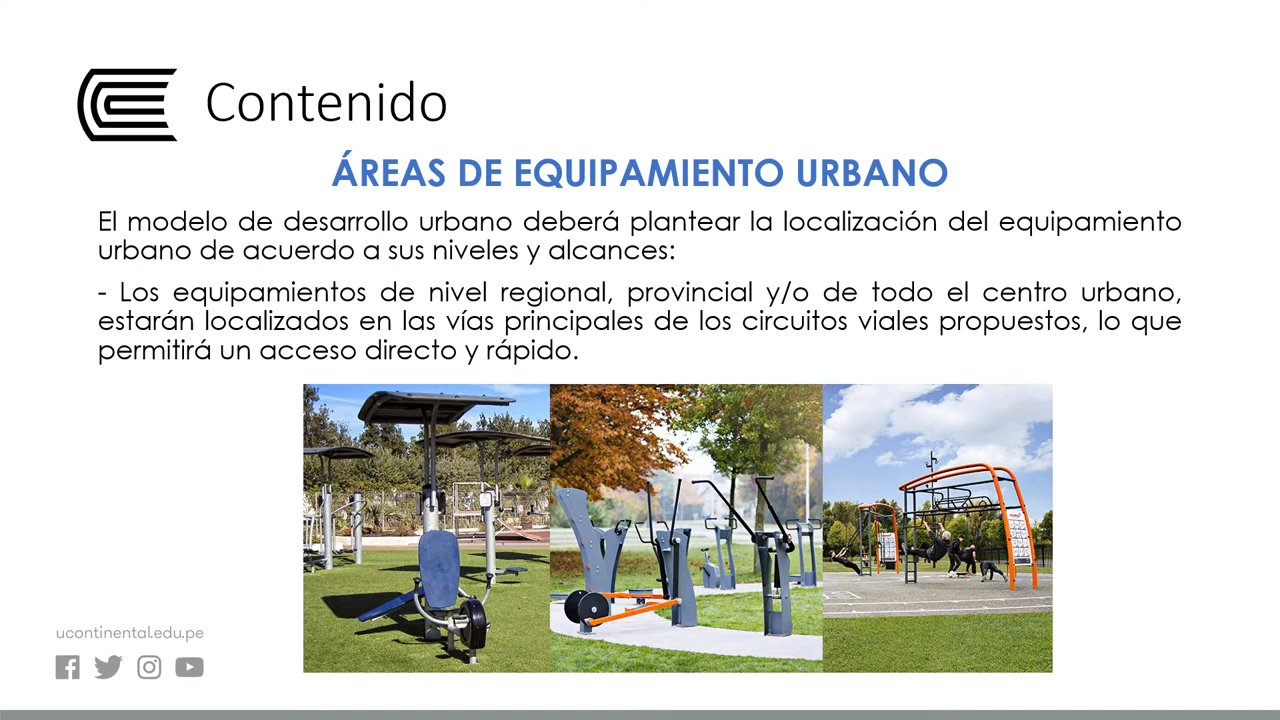 Contenido
ÁREAS DE EQUIPAMIENTO URBANO
El modelo de desarrollo urbano deberá plantear la localización del equipamiento
urbano de acuerdo a sus niveles y alcances:
- Los equipamientos de nivel regional, provincial y/o de todo el centro urbano,
estarán localizados en las vías principales de los circuitos viales propuestos, lo que
permitirá un acceso directo y rápido.
ucontinental.edu.pe